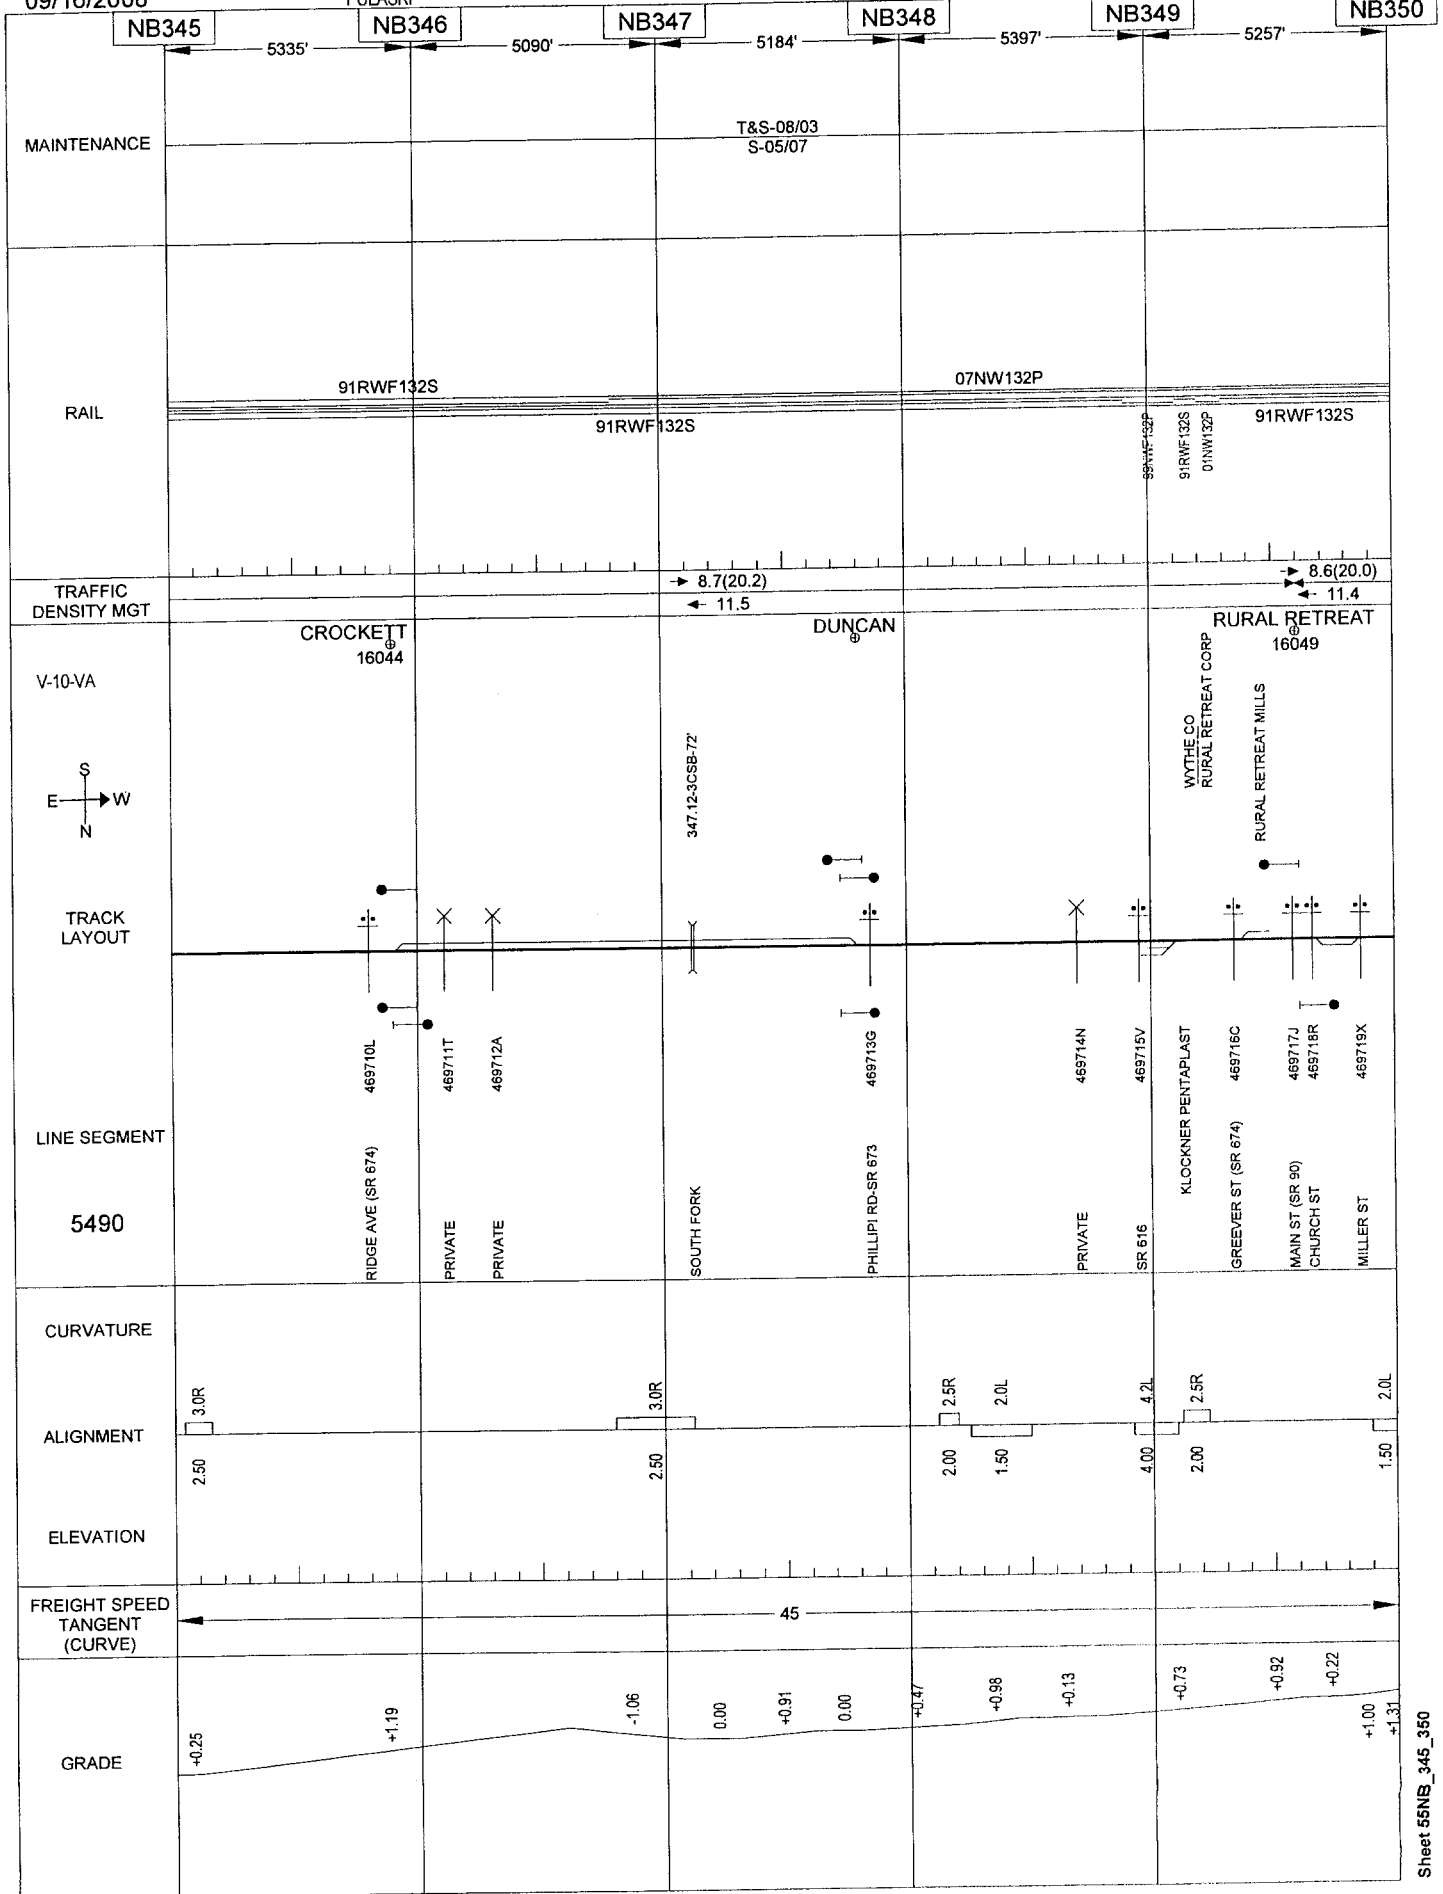 09/16/2008
PULASKI
NB345
NB346
NB347
NB348
NB349
NB350
5335'
5090'
5184'
5397'
5257'
MAINTENANCE
T&S-08/03
S-05/07
RAIL
91RWF132S
07NW132P
91RWF132S
91RWF132S
91RWF132S
01NW132P
TRAFFIC
DENSITY MGT
8.7(20.2)
11.5
8.6(20.0)
11.4
CROCKETT
16044
DUNCAN
RURAL RETREAT
16049
V-10-VA
S
E
W
N
347.12-3CSB-72'
WYTHE CO
RURAL RETREAT CORP
RURAL RETREAT MILLS
TRACK
LAYOUT
469710L
469711T
469712A
469713G
469714N
469715V
KLOCKNER PENTAPLAST
469716C
469717J
469718R
469719X
LINE SEGMENT
5490
RIDGE AVE (SR 674)
PRIVATE
PRIVATE
SOUTH FORK
PHILLIPI RD-SR 673
PRIVATE
SR 616
GREEVER ST (SR 674)
MAIN ST (SR 90)
CHURCH ST
MILLER ST
CURVATURE
3.0R
3.0R
2.5R
2.0L
4.2L
2.5R
2.0L
ALIGNMENT
2.50
2.50
2.00
1.50
4.00
2.00
1.50
ELEVATION
FREIGHT SPEED
TANGENT
(CURVE)
45
GRADE
+0.25
+1.19
-1.06
0.00
+0.91
0.00
+0.47
+0.98
+0.13
+0.73
+0.92
+0.22
+1.00
+1.31
Sheet 55NB_345_350